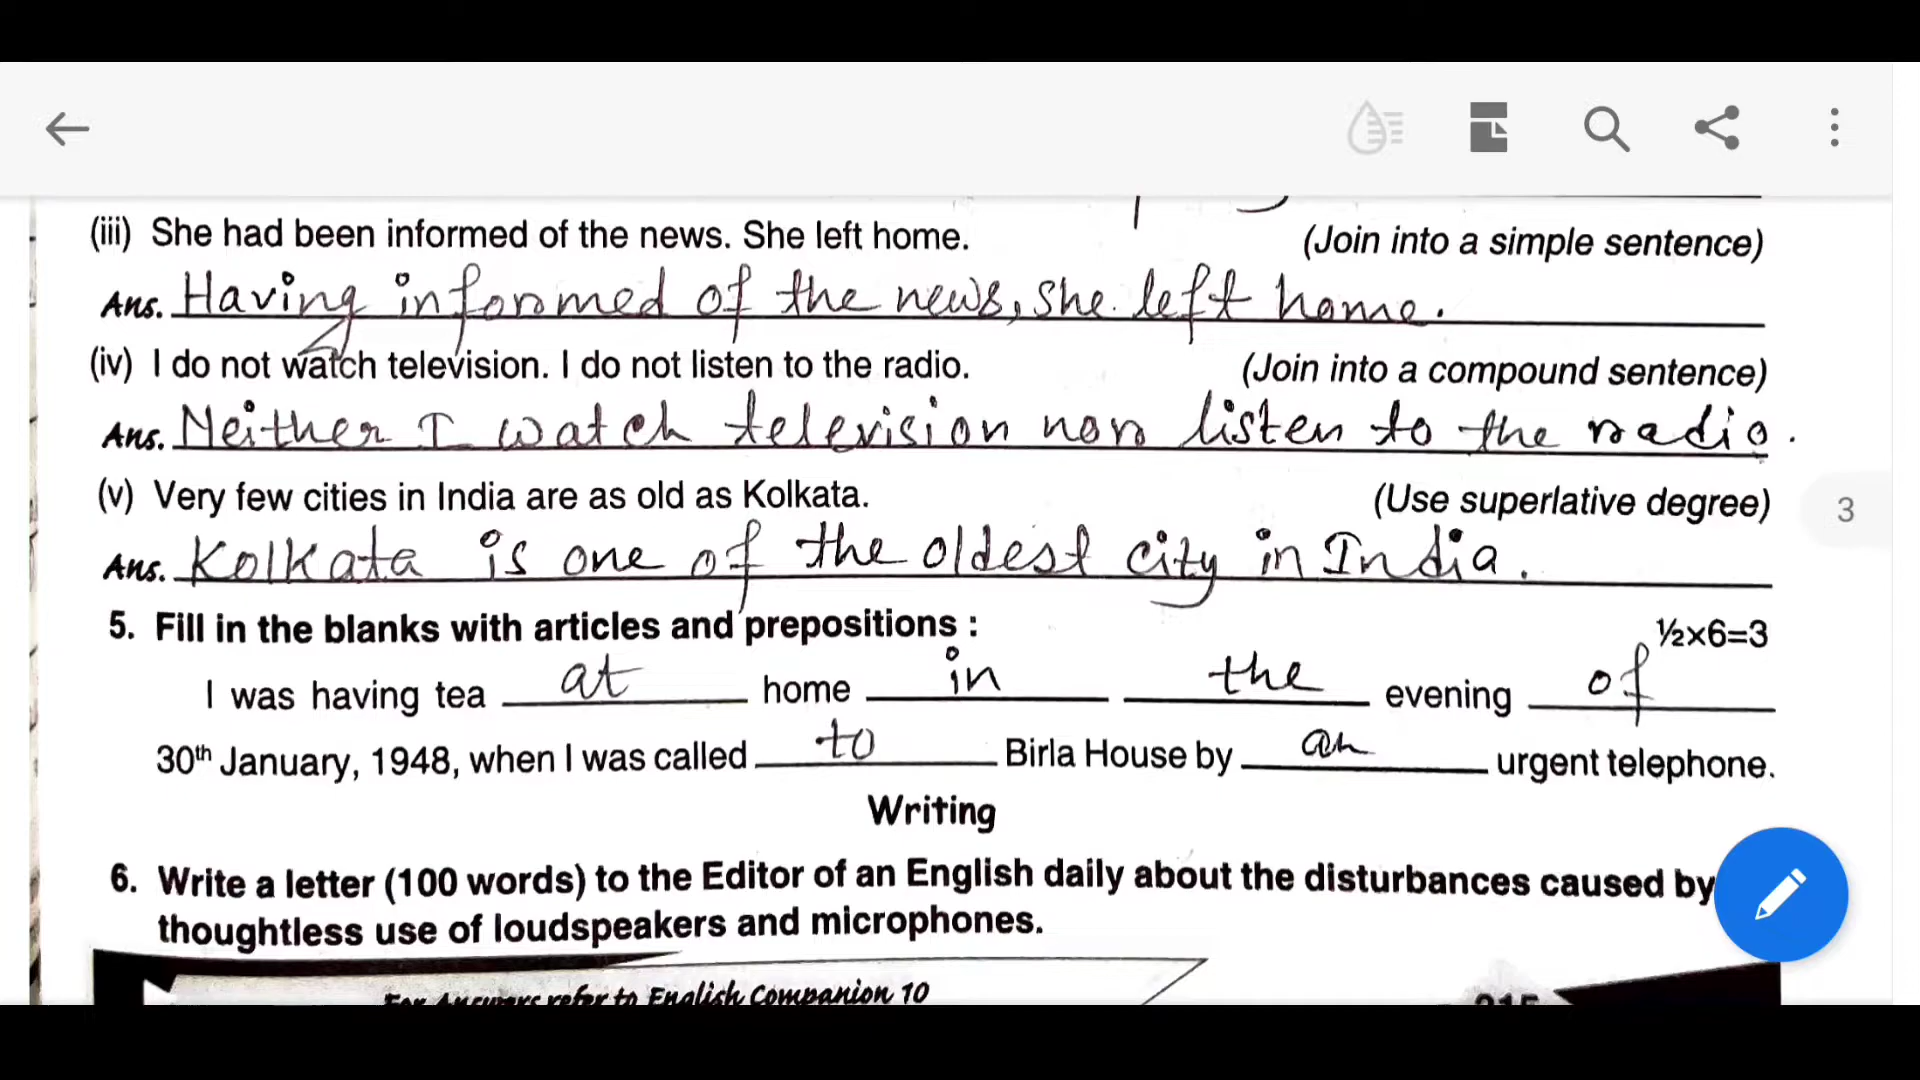 (iii) She had been informed of the news. She left home. (Join into a simple sentence)
Ans. Having informed of the news, she left home.
(iv) I do not watch television. I do not listen to the radio. (Join into a compound sentence)
Ans. Neither I watch television nor listen to the radio.
(v) Very few cities in India are as old as Kolkata. (Use superlative degree)
3
Ans. Kolkata is one of the oldest city in India.
5. Fill in the blanks with articles and prepositions : ½×6=3
I was having tea at home in the evening of
30th January, 1948, when I was called to Birla House by an urgent telephone.
Writing
6. Write a letter (100 words) to the Editor of an English daily about the disturbances caused by
thoughtless use of loudspeakers and microphones.
For Answers refer to English Companion 10